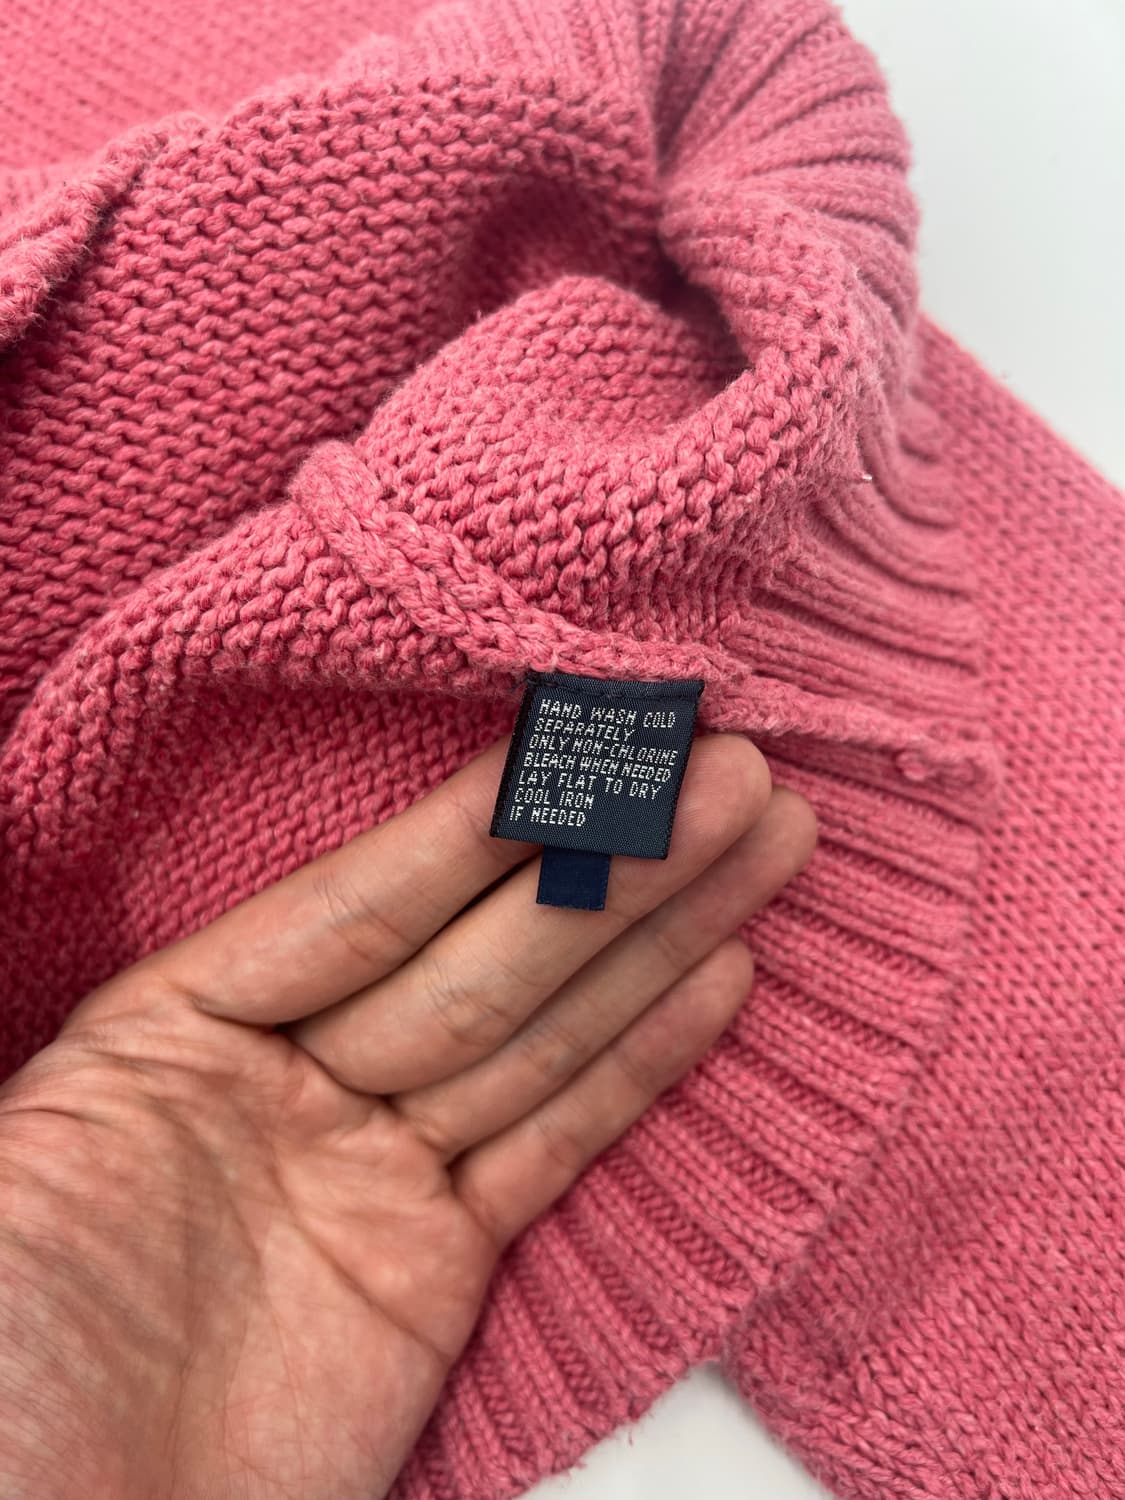 HAND WASH COLD
SEPARATELY
ONLY NON-CHLORINE
BLEACH WHEN NEEDED
LAY FLAT TO DRY
COOL IRON
IF NEEDED